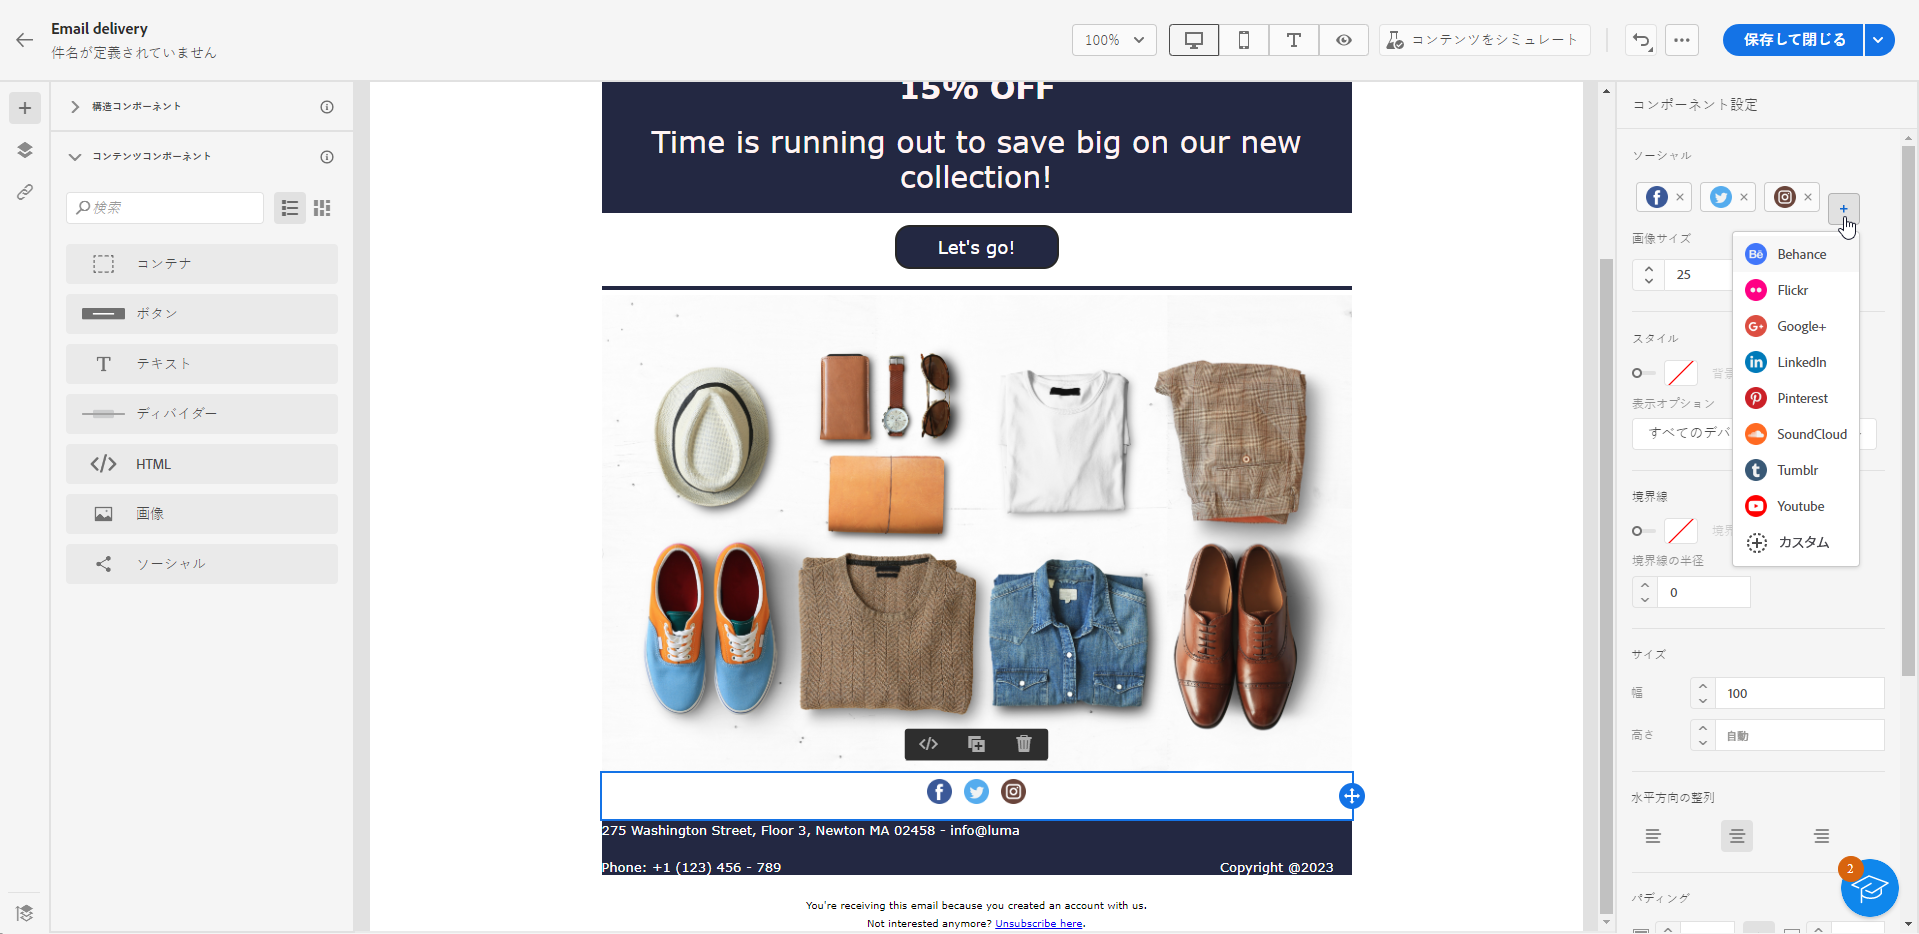 Email delivery
件名が定義されていません
100%
コンテンツをシミュレート
保存して閉じる
構造コンポーネント
コンテンツコンポーネント
検索
コンテナ
ボタン
テキスト
ディバイダー
HTML
画像
ソーシャル
15% OFF
Time is running out to save big on our new
collection!
Let's go!
275 Washington Street, Floor 3, Newton MA 02458 - info@luma
Phone: +1 (123) 456 - 789
Copyright @2023
You're receiving this email because you created an account with us.
Not interested anymore? Unsubscribe here.
コンポーネント設定
ソーシャル
画像サイズ
25
Behance
Flickr
Google+
LinkedIn
Pinterest
SoundCloud
Tumblr
Youtube
カスタム
スタイル
背景
表示オプション
すべてのデバ
境界線
境界
境界線の半径
0
サイズ
幅
100
高さ
自動
水平方向の整列
2
パディング